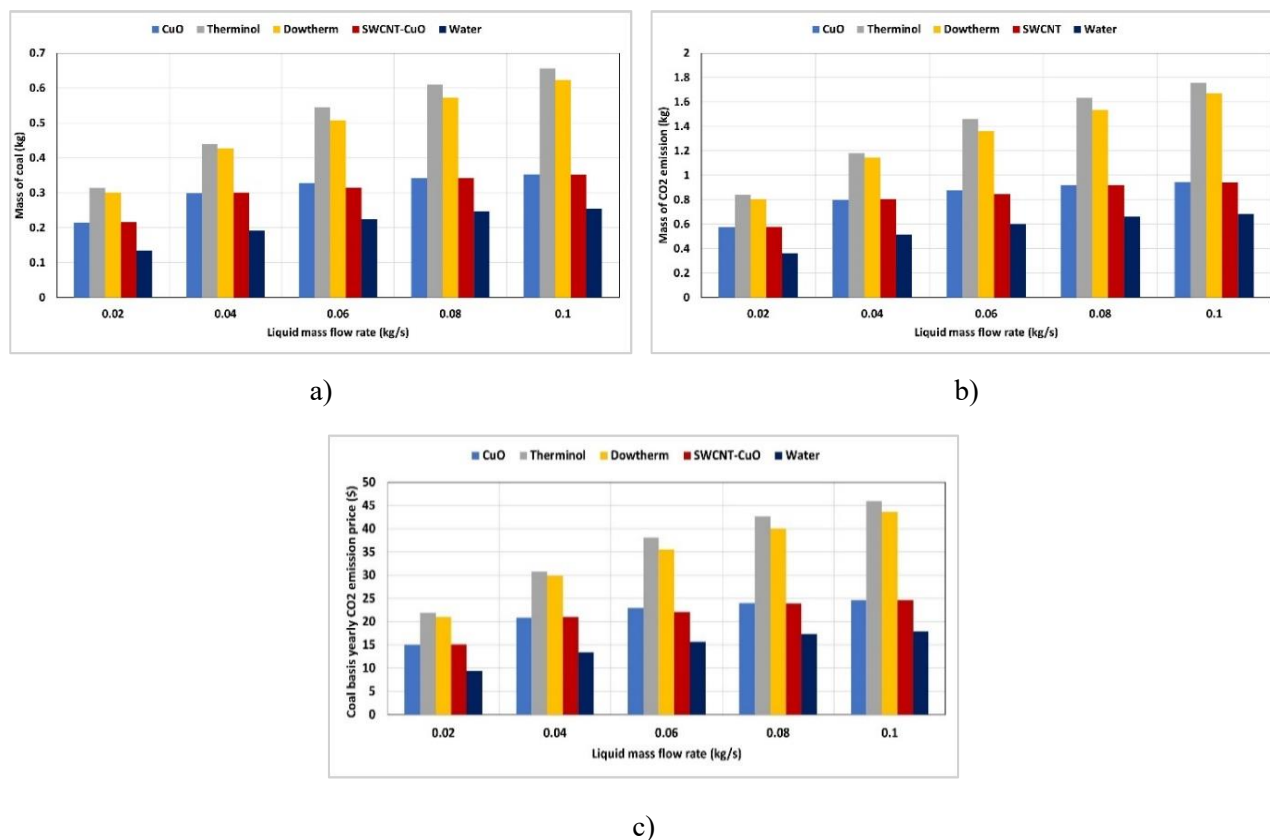 CuO Therminol Dowtherm SWCNT-CuO Water
Mass of coal (kg)
0.7
0.6
0.5
0.4
0.3
0.2
0.1
0
0.02 0.04 0.06 0.08 0.1
Liquid mass flow rate (kg/s)
a)
CuO Therminol Dowtherm SWCNT Water
Mass of CO2 emission (kg)
2
1.8
1.6
1.4
1.2
1
0.8
0.6
0.4
0.2
0
0.02 0.04 0.06 0.08 0.1
Liquid mass flow rate (kg/s)
b)
CuO Therminol Dowtherm SWCNT-CuO Water
Coal basis yearly CO2 emission price ($)
50
45
40
35
30
25
20
15
10
5
0
0.02 0.04 0.06 0.08 0.1
Liquid mass flow rate (kg/s)
c)